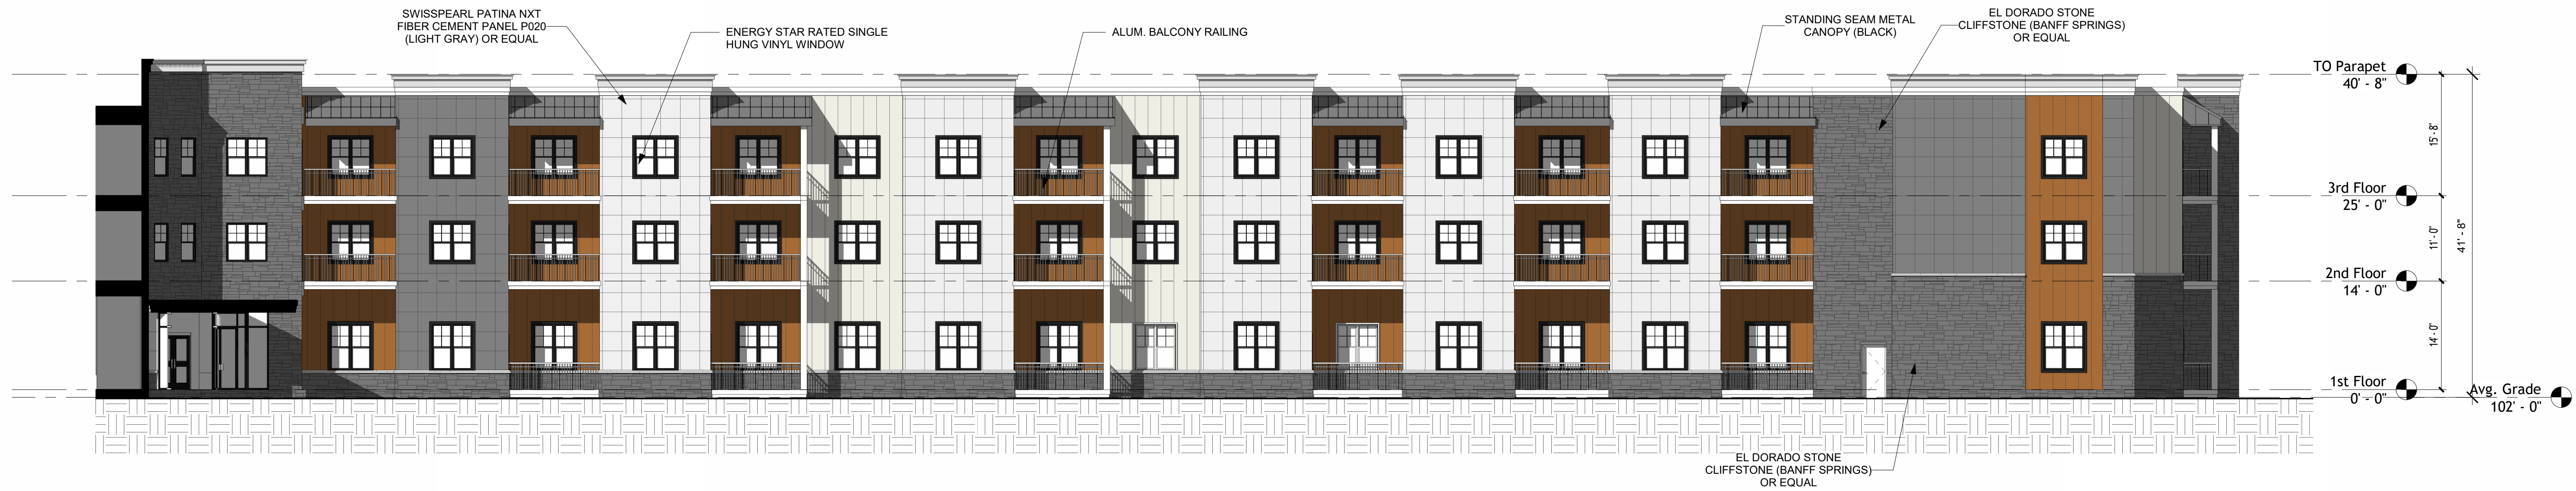 SWISSPEARL PATINA NXT
FIBER CEMENT PANEL P020
(LIGHT GRAY) OR EQUAL
ENERGY STAR RATED SINGLE
HUNG VINYL WINDOW
ALUM. BALCONY RAILING
STANDING SEAM METAL
CANOPY (BLACK)
EL DORADO STONE
CLIFFSTONE (BANFF SPRINGS)
OR EQUAL
TO Parapet
40' - 8"
15' - 8"
3rd Floor
25' - 0"
11' - 0"
41' - 8"
2nd Floor
14' - 0"
14' - 0"
1st Floor
0' - 0"
Avg. Grade
102' - 0"
EL DORADO STONE
CLIFFSTONE (BANFF SPRINGS)
OR EQUAL